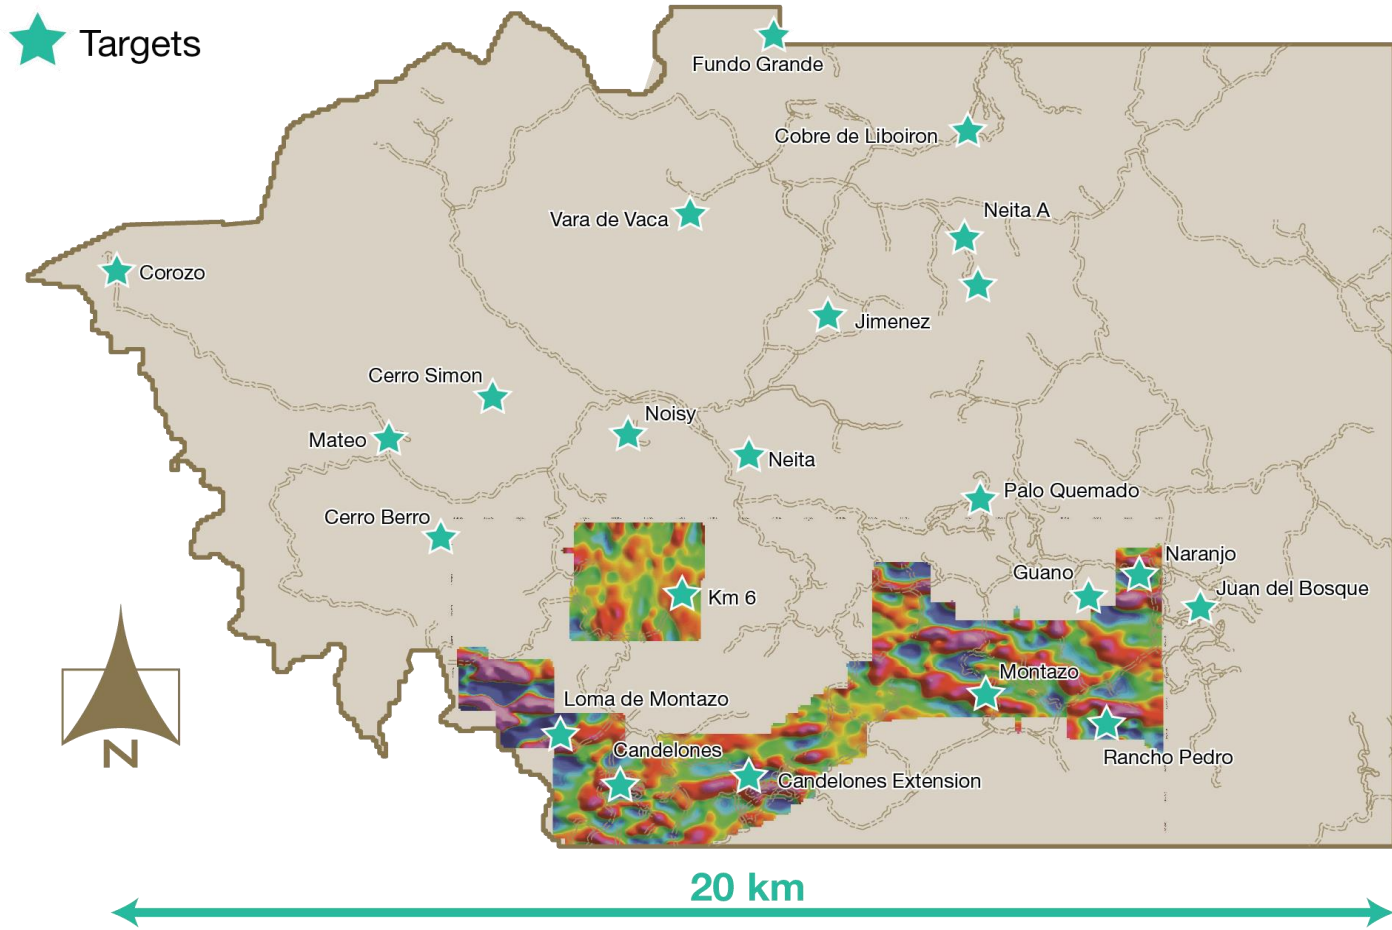 Targets
Fundo Grande
Cobre de Liboiron
Vara de Vaca
Neita A
Corozo
Jimenez
Cerro Simon
Noisy
Mateo
Neita
Palo Quemado
Cerro Berro
Naranjo
Guano
Juan del Bosque
Km 6
Montazo
Loma de Montazo
Candelones
Rancho Pedro
Candelones Extension
N
20 km